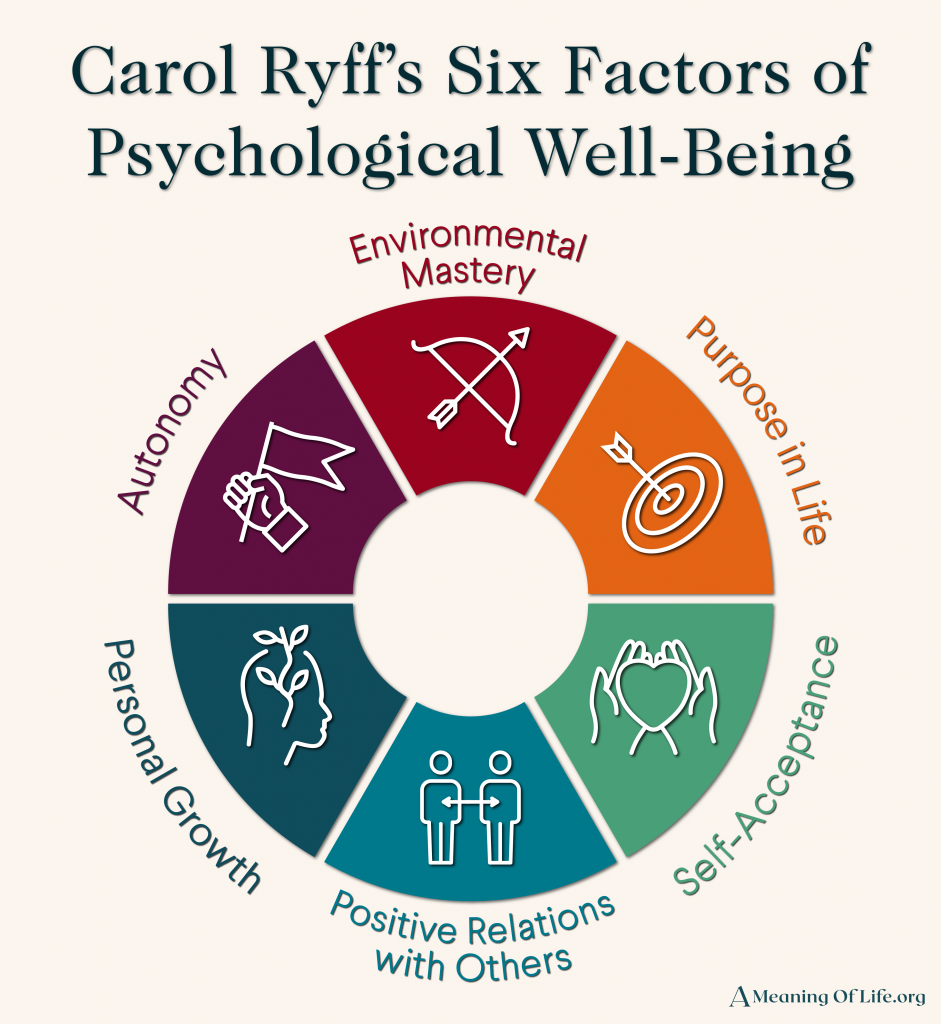 Carol Ryff’s Six Factors of
Psychological Well-Being
Environmental
Mastery
Purpose in Life
Self-Acceptance
Positive Relations
with Others
Personal Growth
Autonomy
A Meaning Of Life.org